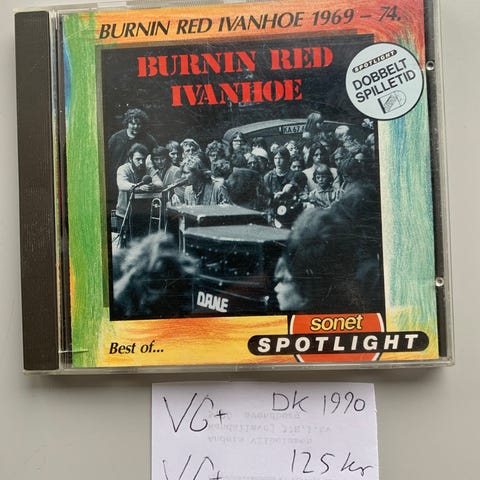 BURNIN RED IVANHOE 1969 - 74.
BURNIN RED
IVANHOE
SPOTLIGHT
DOBBELT
SPILLETID
DANE
Best of...
sonet
SPOTLIGHT
VG+ DK 1990
VG+ 125 kr